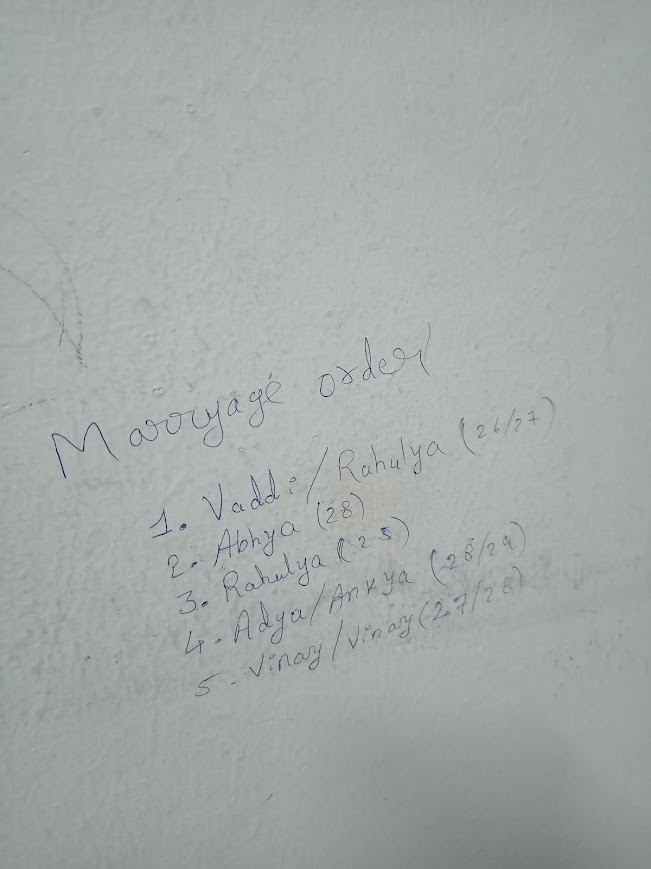 Marryage order
1. Vaddi/Rahulya (26/27)
2. Abhya (28)
3. Rahulya (25)
4. Adya/Ankya (28/29)
5. Vinay/Vinay (27/28)